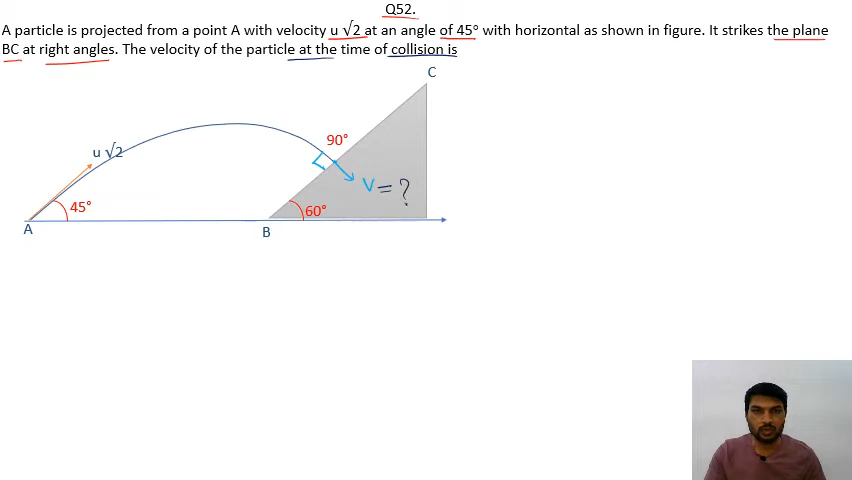 Q52.
A particle is projected from a point A with velocity u √2 at an angle of 45° with horizontal as shown in figure. It strikes the plane
BC at right angles. The velocity of the particle at the time of collision is
C
90°
u √2
V = ?
45°
60°
A
B